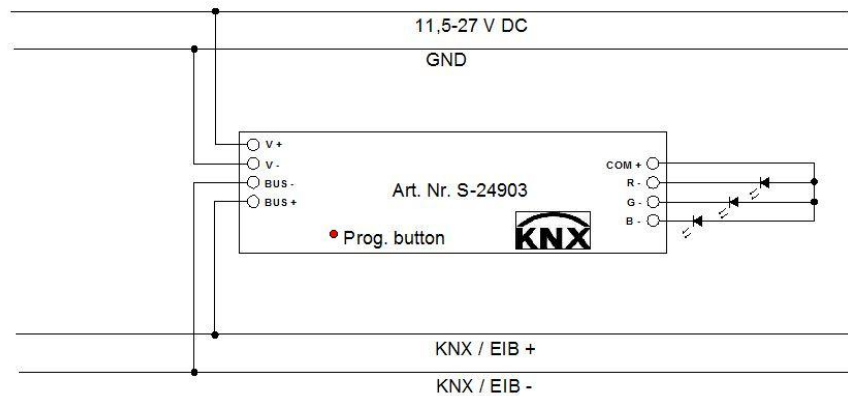 11,5-27 V DC
GND
V +
V -
BUS -
BUS +
Art. Nr. S-24903
Prog. button
KNX
COM +
R -
G -
B -
KNX / EIB +
KNX / EIB -